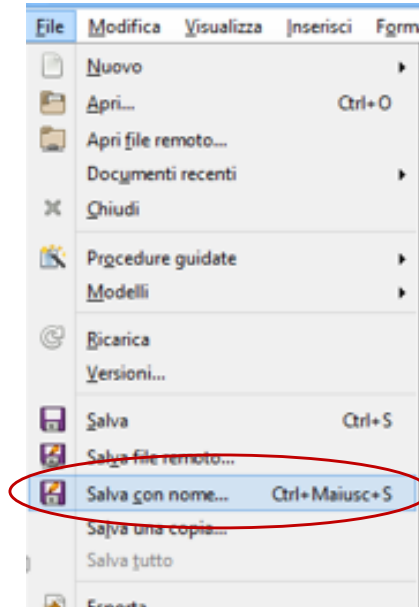 File Modifica Visualizza Inserisci Form
Nuovo
Apri... Ctrl+O
Apri file remoto...
Documenti recenti
Chiudi
Procedure guidate
Modelli
Ricarica
Versioni...
Salva Ctrl+S
Salva file remoto...
Salva con nome... Ctrl+Maiusc+S
Salva una copia...
Salva tutto
Esporta